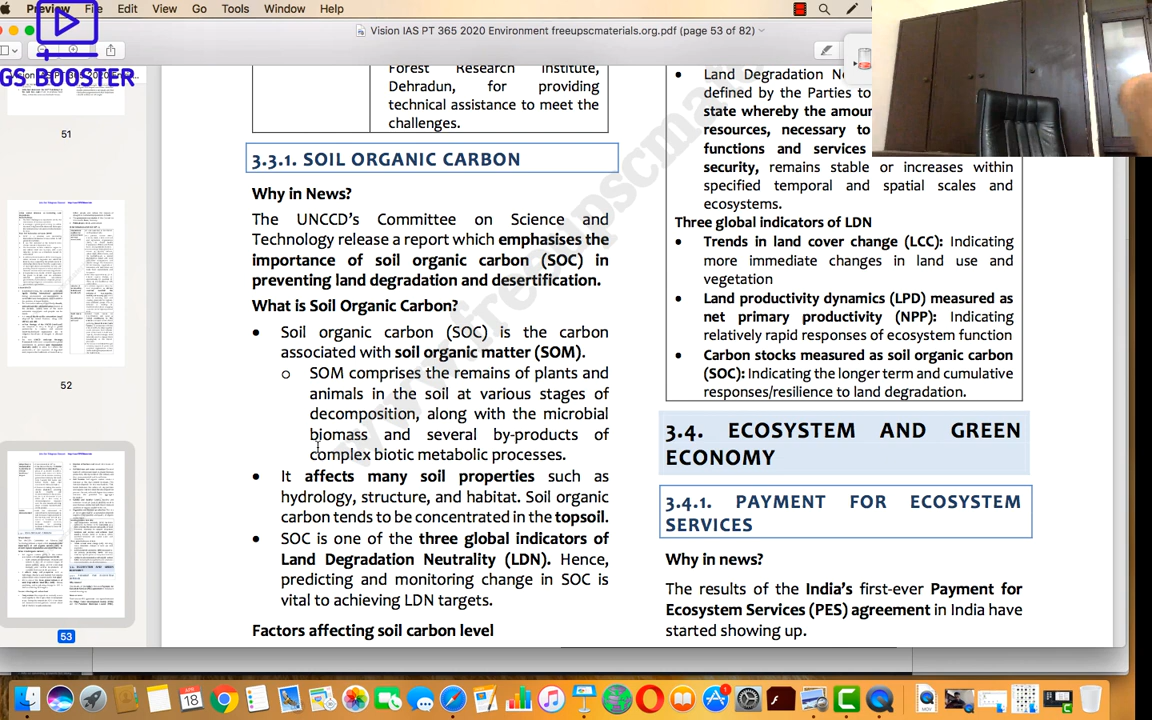 Preview File Edit View Go Tools Window Help
Vision IAS PT 365 2020 Environment freeupscmaterials.org.pdf (page 53 of 82)
GS BOOSTER
51
52
53
Forest Research Institute,
Dehradun, for providing
technical assistance to meet the
challenges.
3.3.1. SOIL ORGANIC CARBON
Why in News?
The UNCCD's Committee on Science and
Technology release a report which emphasises the
importance of soil organic carbon (SOC) in
preventing land degradation and desertification.
What is Soil Organic Carbon?
• Soil organic carbon (SOC) is the carbon
associated with soil organic matter (SOM).
o SOM comprises the remains of plants and
animals in the soil at various stages of
decomposition, along with the microbial
biomass and several by-products of
complex biotic metabolic processes.
• It affects many soil properties such as
hydrology, structure, and habitat. Soil organic
carbon tends to be concentrated in the topsoil.
• SOC is one of the three global indicators of
Land Degradation Neutrality (LDN). Hence,
predicting and monitoring change in SOC is
vital to achieving LDN targets.
Factors affecting soil carbon level
• Land Degradation
defined by the Parties to
state whereby the
resources, necessary to
functions and services
security, remains stable or increases within
specified temporal and spatial scales and
ecosystems.
Three global indicators of LDN
• Trends in land cover change (LCC): Indicating
more immediate changes in land use and
vegetation
• Land productivity dynamics (LPD) measured as
net primary productivity (NPP): Indicating
relatively rapid responses of ecosystem function
• Carbon stocks measured as soil organic carbon
(SOC): Indicating the longer term and cumulative
responses/resilience to land degradation.
3.4. ECOSYSTEM AND GREEN
ECONOMY
3.4.1. PAYMENT FOR ECOSYSTEM
SERVICES
Why in news?
The results of the India's first-ever Payment for
Ecosystem Services (PES) agreement in India have
started showing up.
APR
18